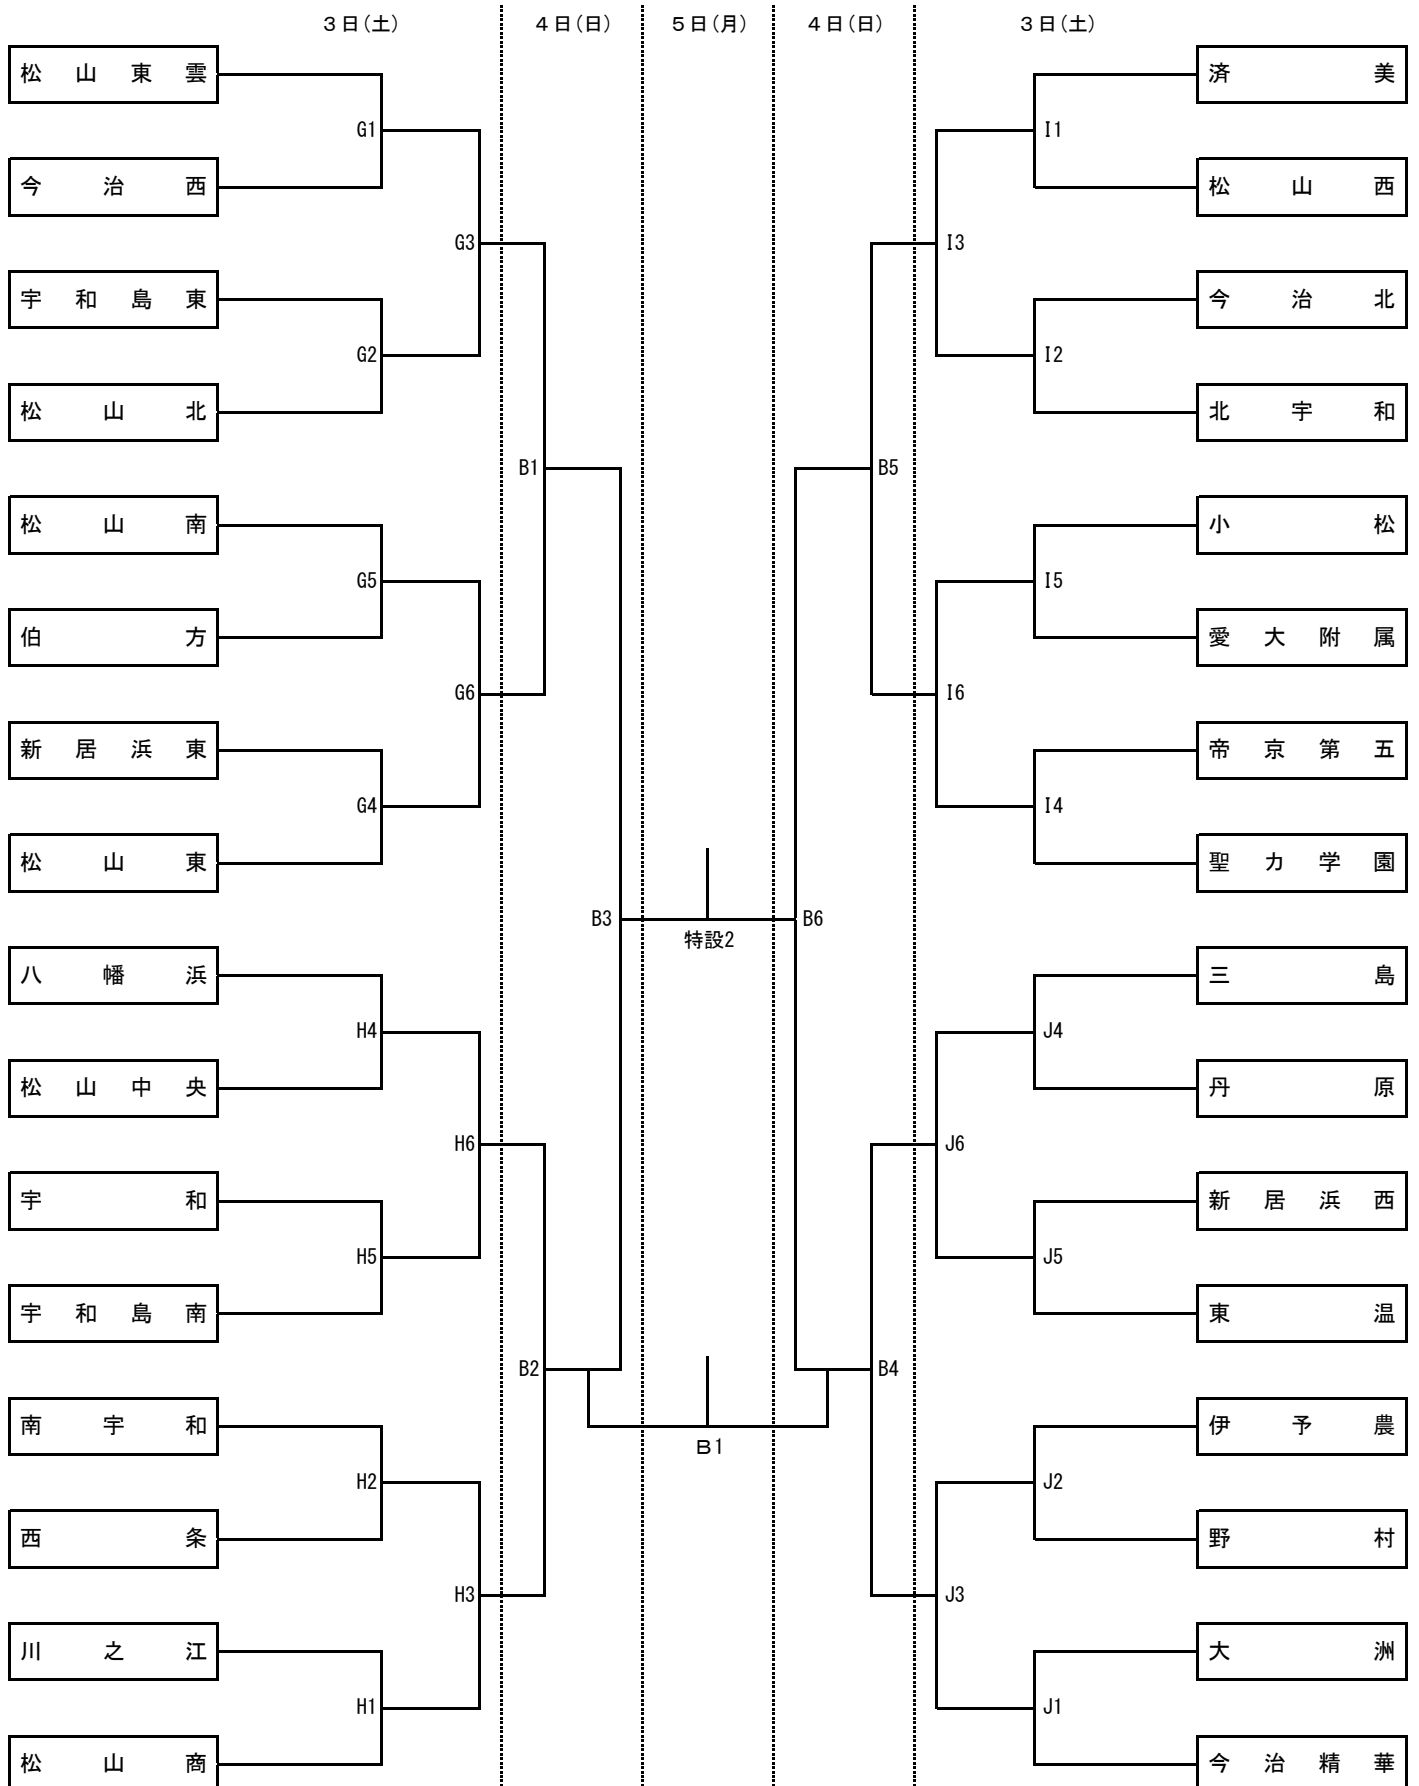 ３日(土) ４日(日) ５日(月) ４日(日) ３日(土)
松山東雲 済美
G1 I1
今治西 松山西
G3 I3
宇和島東 今治北
G2 I2
松山北 北宇和
B1 B5
松山南 小松
G5 I5
伯方 愛大附属
G6 I6
新居浜東 帝京第五
G4 I4
松山東 聖カ学園
B3 B6
特設2
八幡浜 三島
H4 J4
松山中央 丹原
H6 J6
宇和 新居浜西
H5 J5
宇和島南 東温
B2 B4
南宇和 伊予農
Ｂ1
H2 J2
西条 野村
H3 J3
川之江 大洲
H1 J1
松山商 今治精華